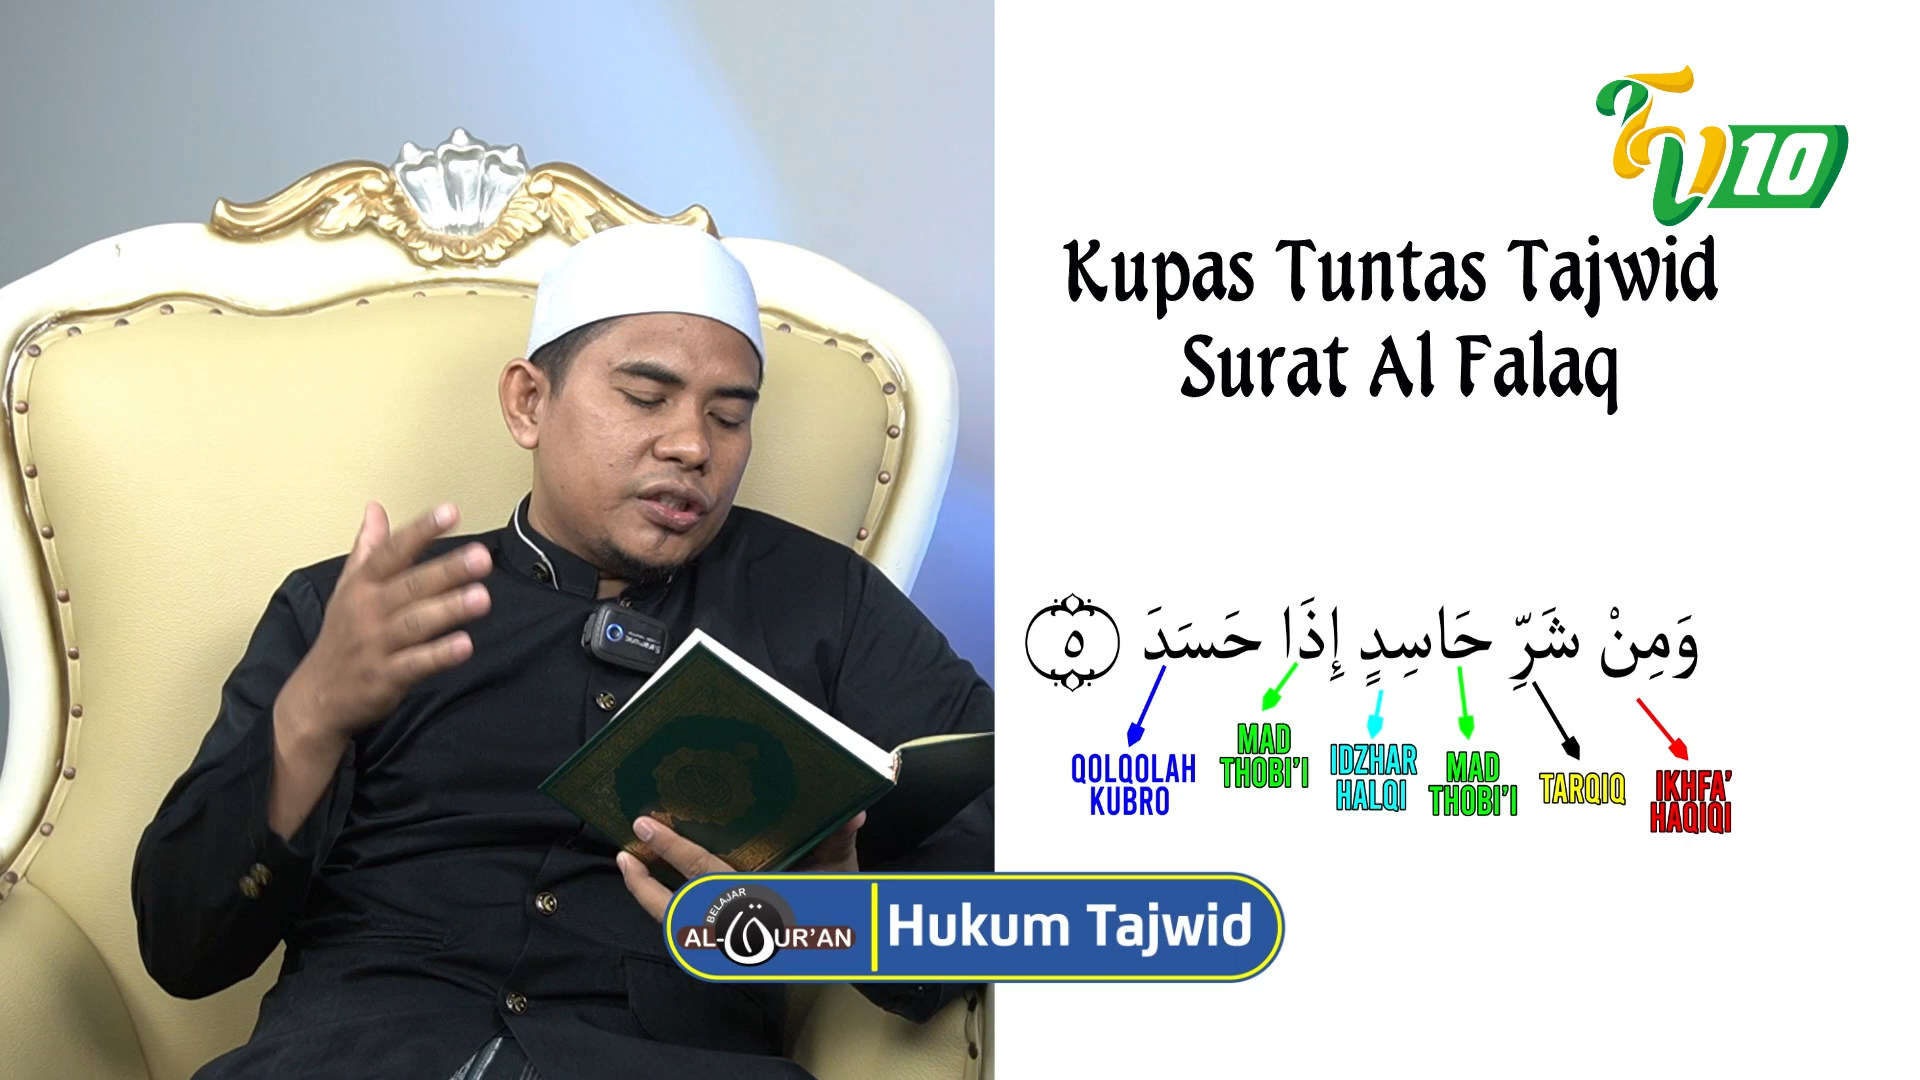 TV10
Kupas Tuntas Tajwid
Surat Al Falaq
وَمِنْ شَرِّ حَاسِدٍ إِذَا حَسَدَ ٥
QOLQOLAH
KUBRO
MAD
THOBI'I
IDZHAR
HALQI
MAD
THOBI'I
TARQIQ
IKHFA'
HAQIQI
BELAJAR
AL-QUR'AN
Hukum Tajwid